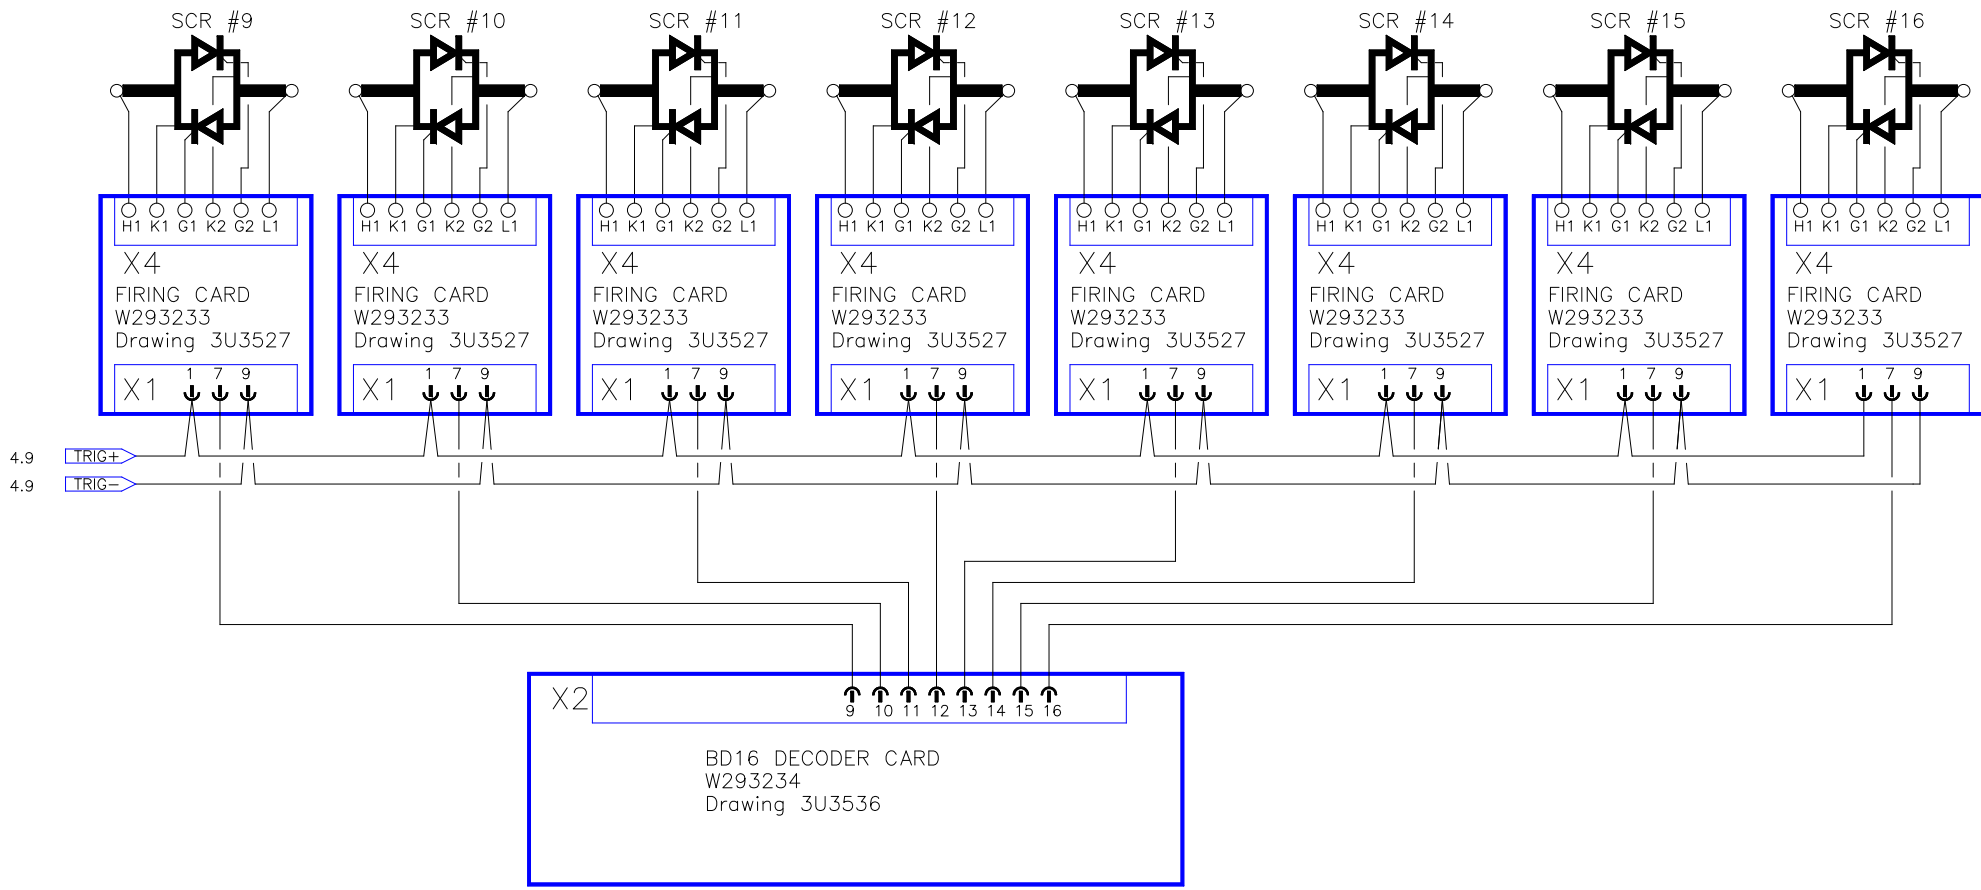 SCR #9 SCR #10 SCR #11 SCR #12 SCR #13 SCR #14 SCR #15 SCR #16
H1 K1 G1 K2 G2 L1 H1 K1 G1 K2 G2 L1 H1 K1 G1 K2 G2 L1 H1 K1 G1 K2 G2 L1 H1 K1 G1 K2 G2 L1 H1 K1 G1 K2 G2 L1 H1 K1 G1 K2 G2 L1 H1 K1 G1 K2 G2 L1
X4 X4 X4 X4 X4 X4 X4 X4
FIRING CARD FIRING CARD FIRING CARD FIRING CARD FIRING CARD FIRING CARD FIRING CARD FIRING CARD
W293233 W293233 W293233 W293233 W293233 W293233 W293233 W293233
Drawing 3U3527 Drawing 3U3527 Drawing 3U3527 Drawing 3U3527 Drawing 3U3527 Drawing 3U3527 Drawing 3U3527 Drawing 3U3527
1 7 9 1 7 9 1 7 9 1 7 9 1 7 9 1 7 9 1 7 9 1 7 9
X1 X1 X1 X1 X1 X1 X1 X1
4.9 TRIG+
4.9 TRIG-
X2
9 10 11 12 13 14 15 16
BD16 DECODER CARD
W293234
Drawing 3U3536